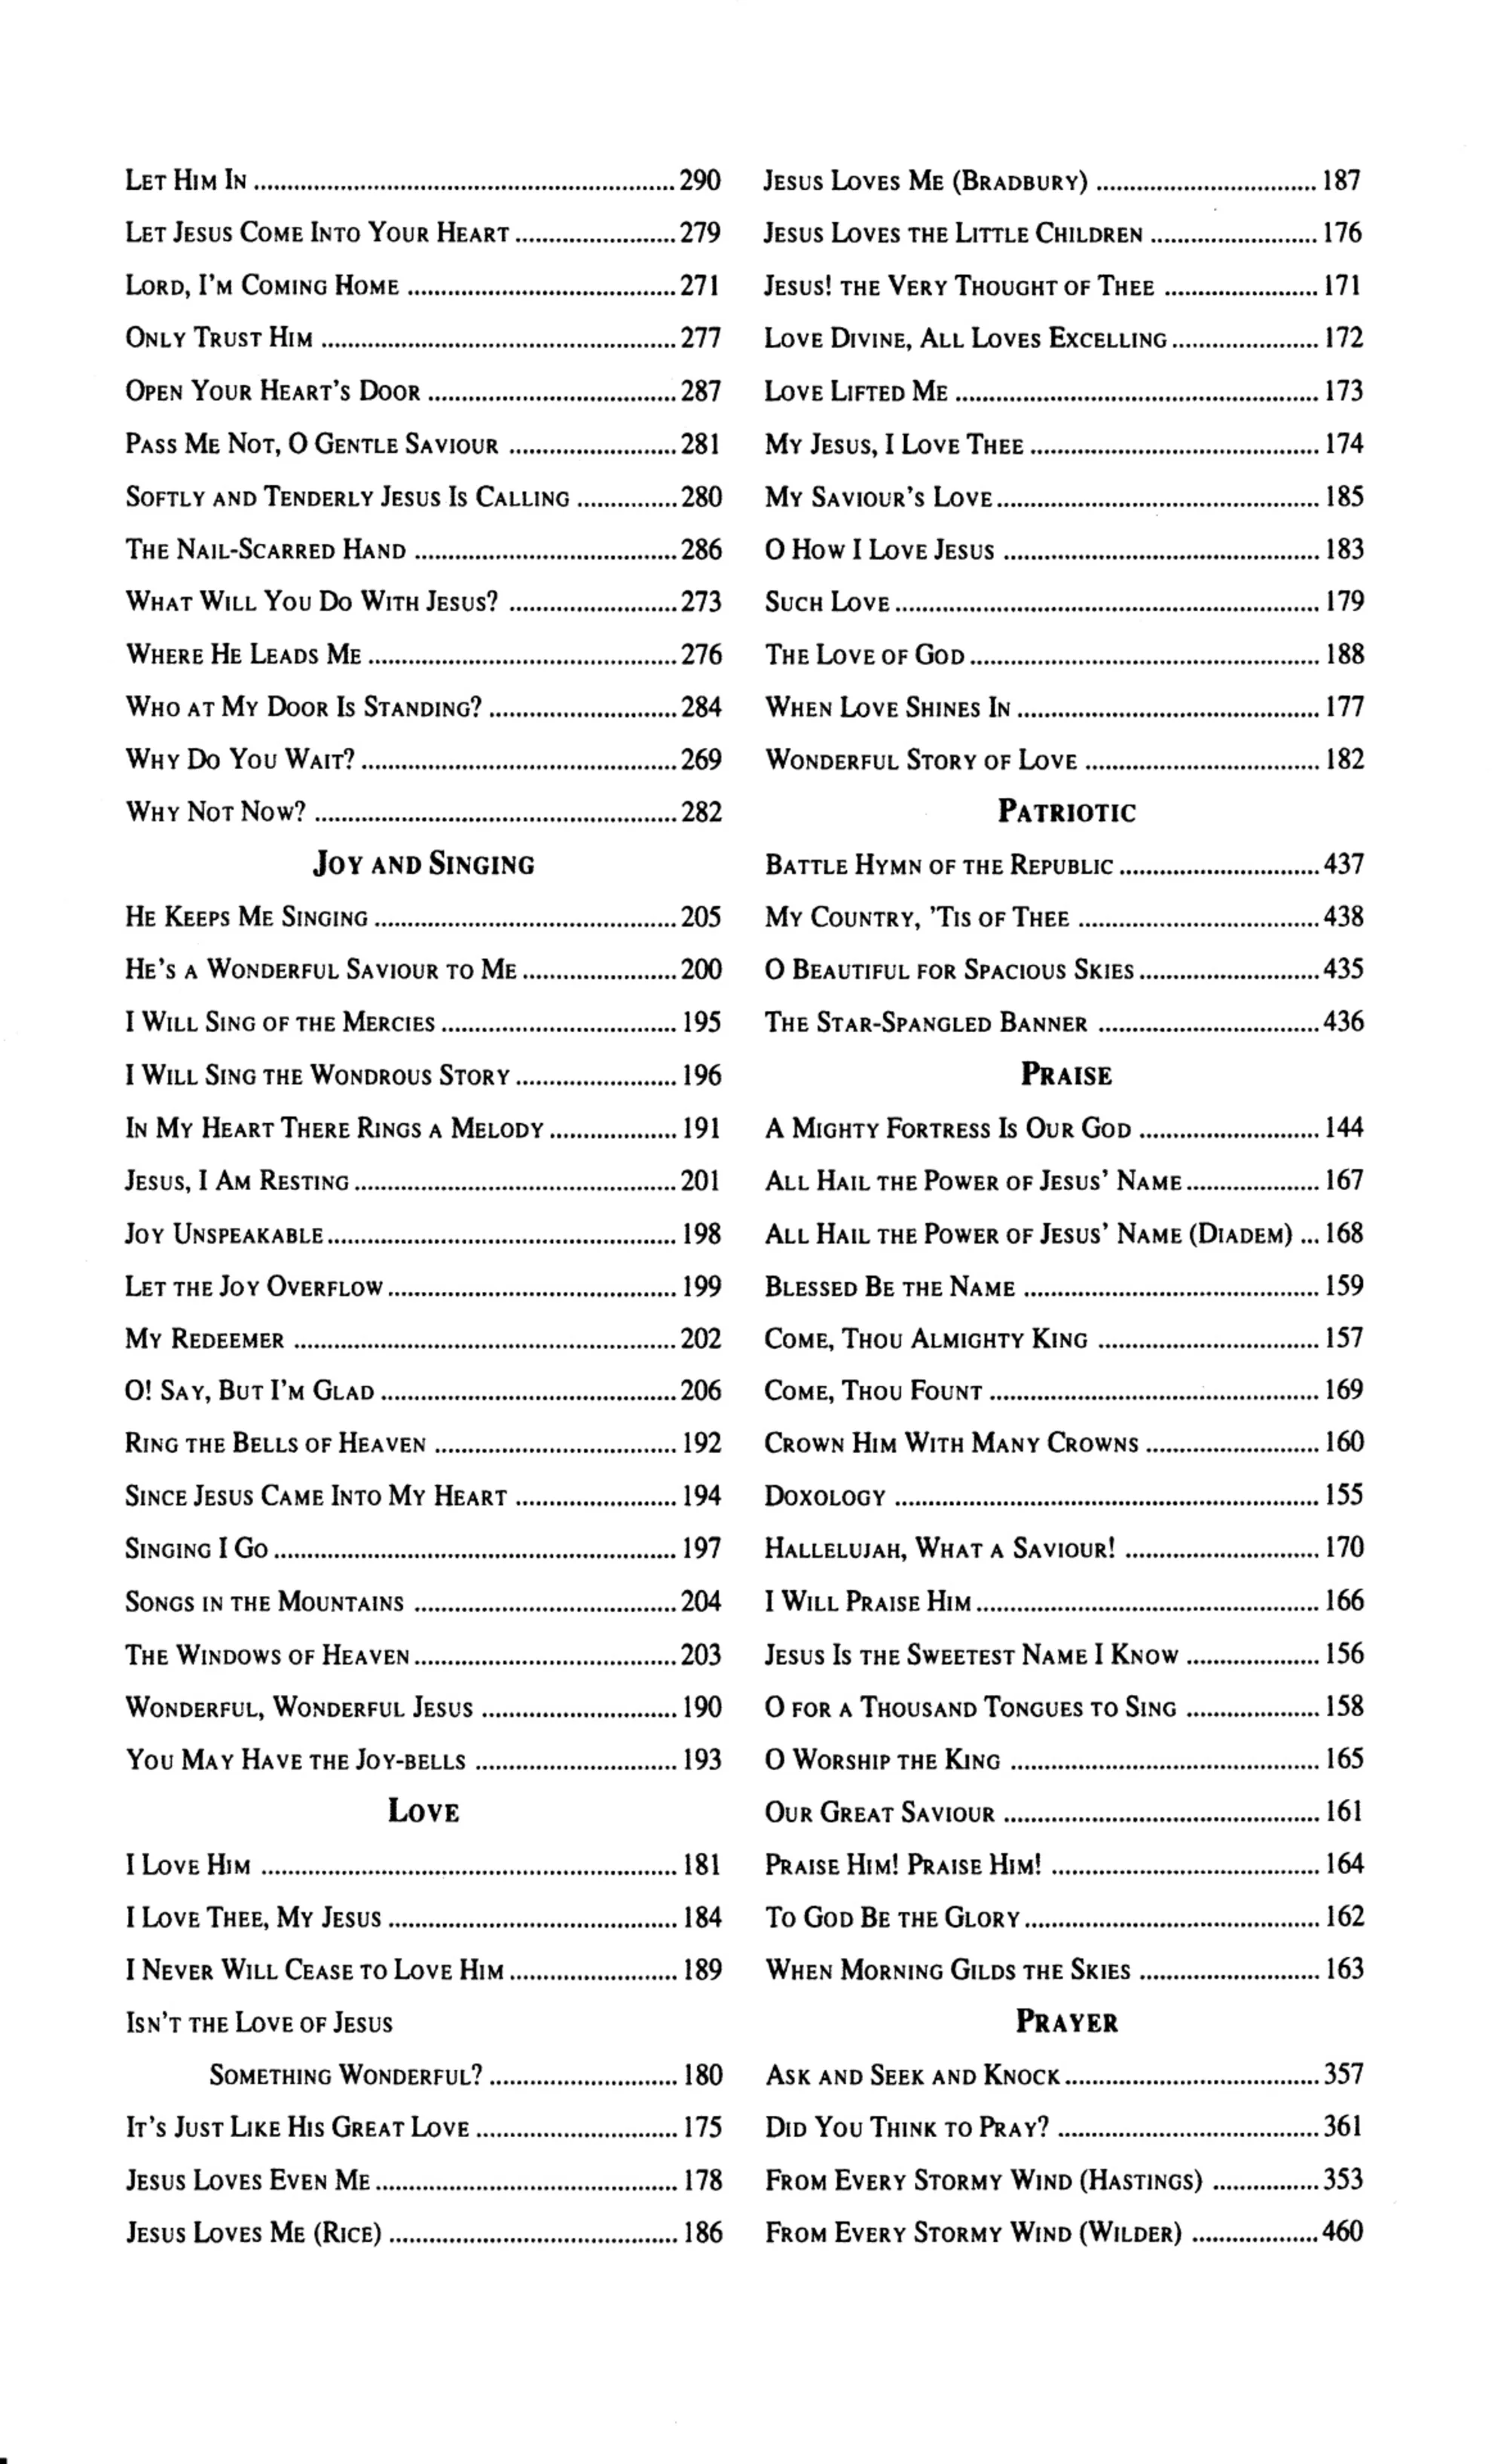 Let Him In ........ 290
Let Jesus Come Into Your Heart ........ 279
Lord, I'm Coming Home ........ 271
Only Trust Him ........ 277
Open Your Heart's Door ........ 287
Pass Me Not, O Gentle Saviour ........ 281
Softly and Tenderly Jesus Is Calling ........ 280
The Nail-Scarred Hand ........ 286
What Will You Do With Jesus? ........ 273
Where He Leads Me ........ 276
Who at My Door Is Standing? ........ 284
Why Do You Wait? ........ 269
Why Not Now? ........ 282
Joy and Singing
He Keeps Me Singing ........ 205
He's a Wonderful Saviour to Me ........ 200
I Will Sing of the Mercies ........ 195
I Will Sing the Wondrous Story ........ 196
In My Heart There Rings a Melody ........ 191
Jesus, I Am Resting ........ 201
Joy Unspeakable ........ 198
Let the Joy Overflow ........ 199
My Redeemer ........ 202
O! Say, But I'm Glad ........ 206
Ring the Bells of Heaven ........ 192
Since Jesus Came Into My Heart ........ 194
Singing I Go ........ 197
Songs in the Mountains ........ 204
The Windows of Heaven ........ 203
Wonderful, Wonderful Jesus ........ 190
You May Have the Joy-bells ........ 193
Love
I Love Him ........ 181
I Love Thee, My Jesus ........ 184
I Never Will Cease to Love Him ........ 189
Isn't the Love of Jesus
Something Wonderful? ........ 180
It's Just Like His Great Love ........ 175
Jesus Loves Even Me ........ 178
Jesus Loves Me (Rice) ........ 186
Jesus Loves Me (Bradbury) ........ 187
Jesus Loves the Little Children ........ 176
Jesus! the Very Thought of Thee ........ 171
Love Divine, All Loves Excelling ........ 172
Love Lifted Me ........ 173
My Jesus, I Love Thee ........ 174
My Saviour's Love ........ 185
O How I Love Jesus ........ 183
Such Love ........ 179
The Love of God ........ 188
When Love Shines In ........ 177
Wonderful Story of Love ........ 182
Patriotic
Battle Hymn of the Republic ........ 437
My Country, 'Tis of Thee ........ 438
O Beautiful for Spacious Skies ........ 435
The Star-Spangled Banner ........ 436
Praise
A Mighty Fortress Is Our God ........ 144
All Hail the Power of Jesus' Name ........ 167
All Hail the Power of Jesus' Name (Diadem) ... 168
Blessed Be the Name ........ 159
Come, Thou Almighty King ........ 157
Come, Thou Fount ........ 169
Crown Him With Many Crowns ........ 160
Doxology ........ 155
Hallelujah, What a Saviour! ........ 170
I Will Praise Him ........ 166
Jesus Is the Sweetest Name I Know ........ 156
O for a Thousand Tongues to Sing ........ 158
O Worship the King ........ 165
Our Great Saviour ........ 161
Praise Him! Praise Him! ........ 164
To God Be the Glory ........ 162
When Morning Gilds the Skies ........ 163
Prayer
Ask and Seek and Knock ........ 357
Did You Think to Pray? ........ 361
From Every Stormy Wind (Hastings) ........ 353
From Every Stormy Wind (Wilder) ........ 460